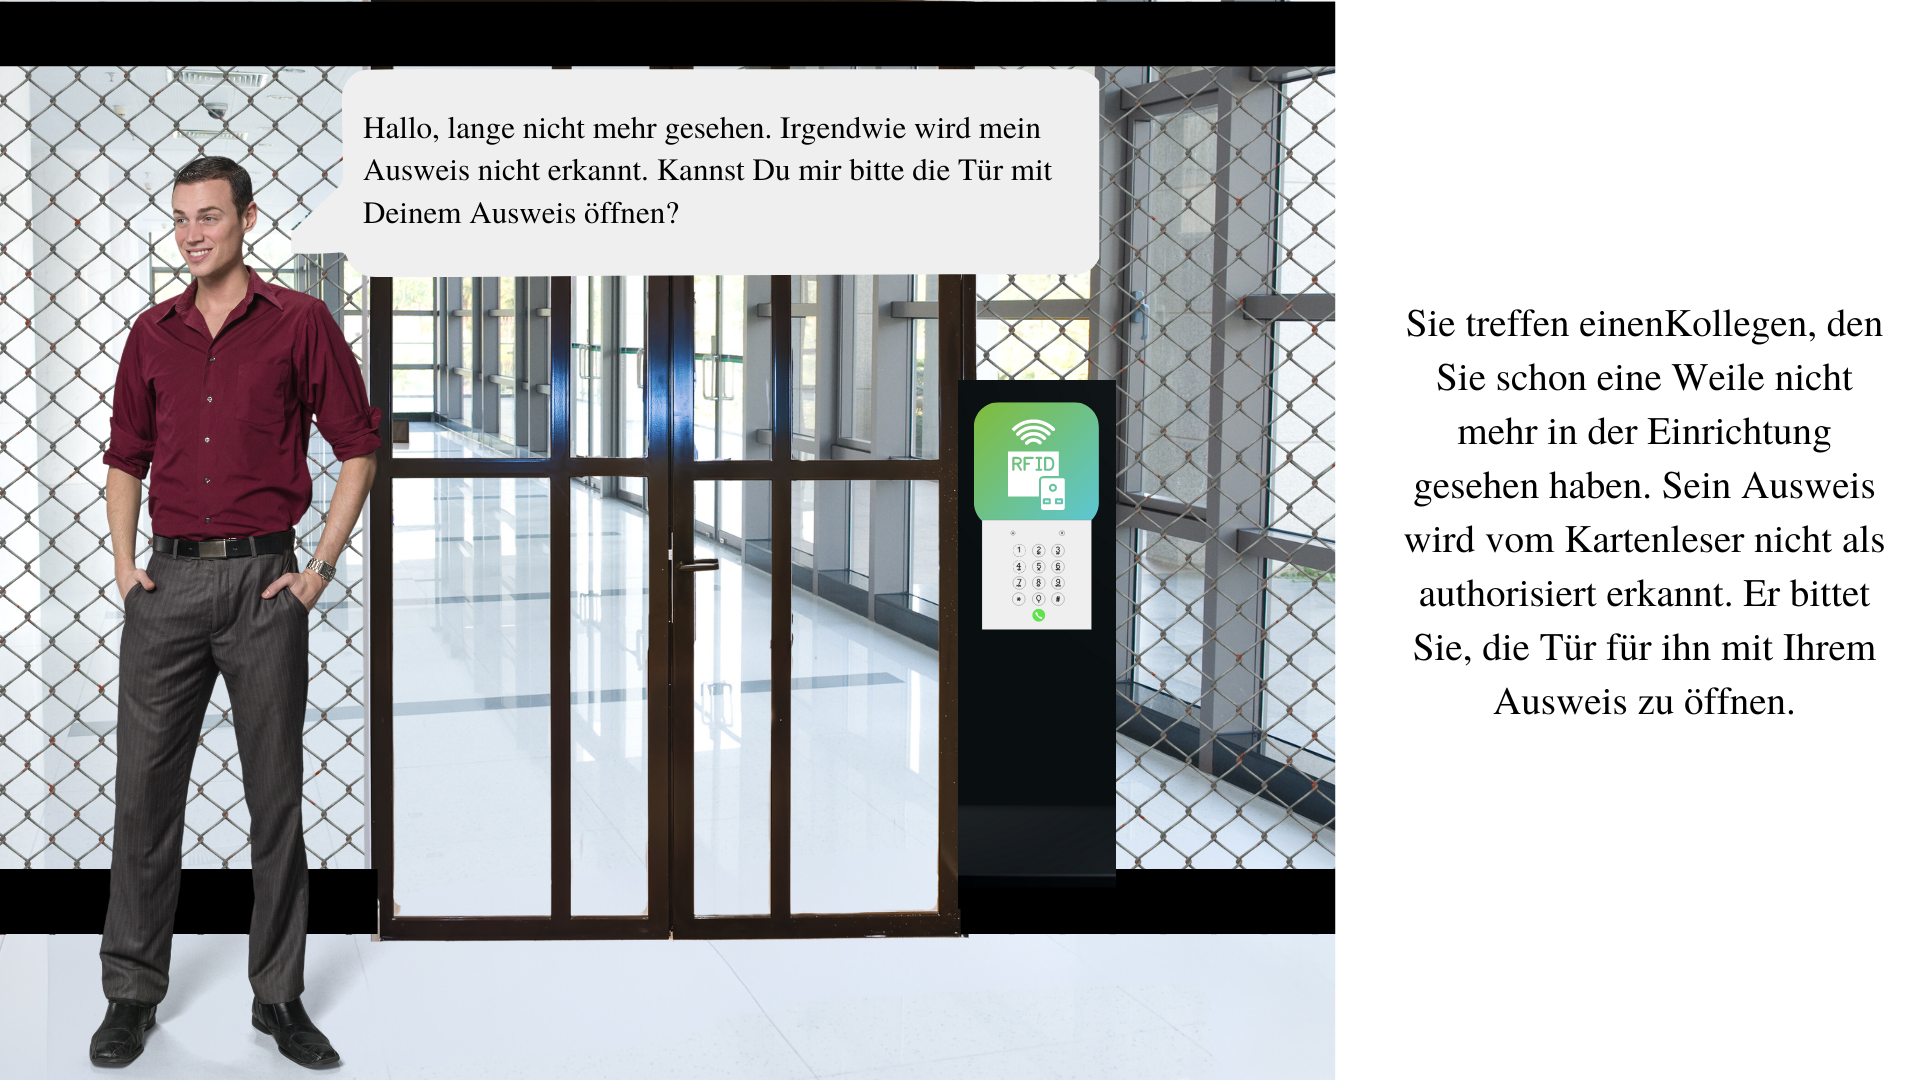 Hallo, lange nicht mehr gesehen. Irgendwie wird mein
Ausweis nicht erkannt. Kannst Du mir bitte die Tür mit
Deinem Ausweis öffnen?
RFID
1 2 3
4 5 6
7 8 9
* 0 #
Sie treffen einenKollegen, den
Sie schon eine Weile nicht
mehr in der Einrichtung
gesehen haben. Sein Ausweis
wird vom Kartenleser nicht als
authorisiert erkannt. Er bittet
Sie, die Tür für ihn mit Ihrem
Ausweis zu öffnen.